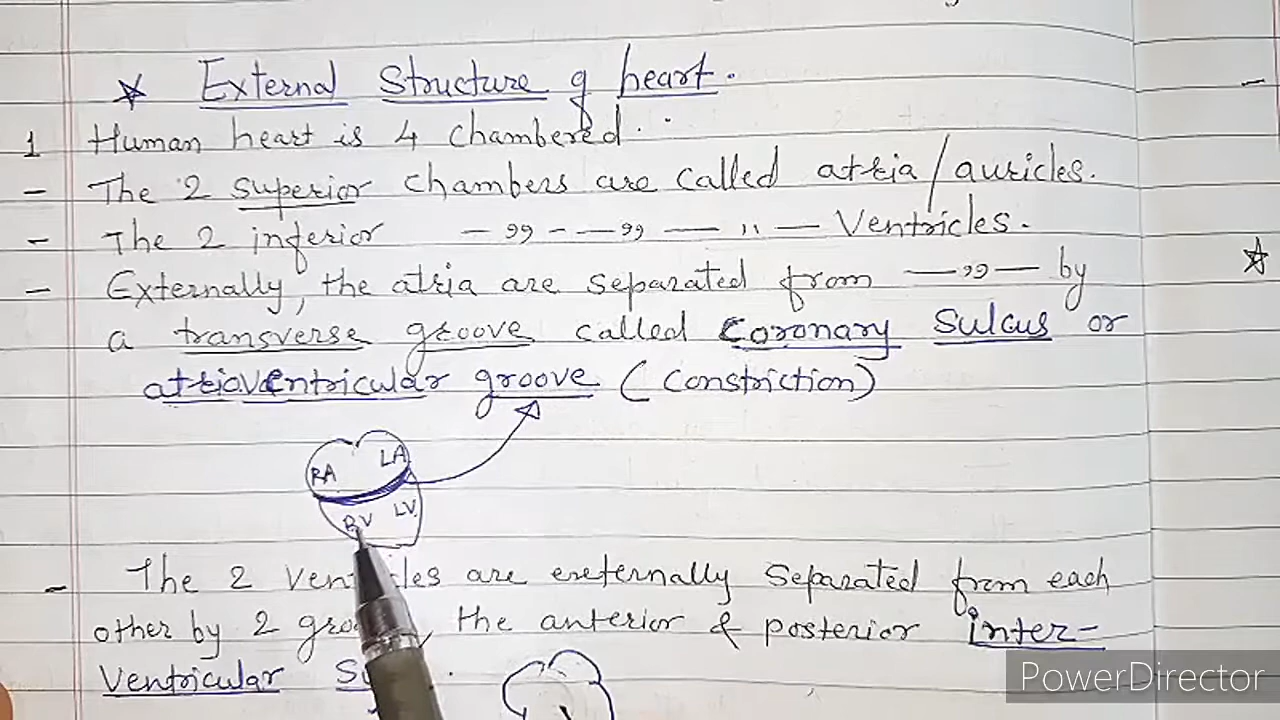 ☆ External Structure of heart.
1 Human heart is 4 chambered.
- The 2 superior chambers are called atria/auricles.
- The 2 inferior -"- -"- " - Ventricles.
- Externally, the atria are separated from -"- by
a transverse groove called Coronary Sulcus or
atrioventricular groove (Constriction)
RA LA
RV LV
- The 2 ventricles are externally separated from each
other by 2 , the anterior & posterior inter-
Ventricular
PowerDirector